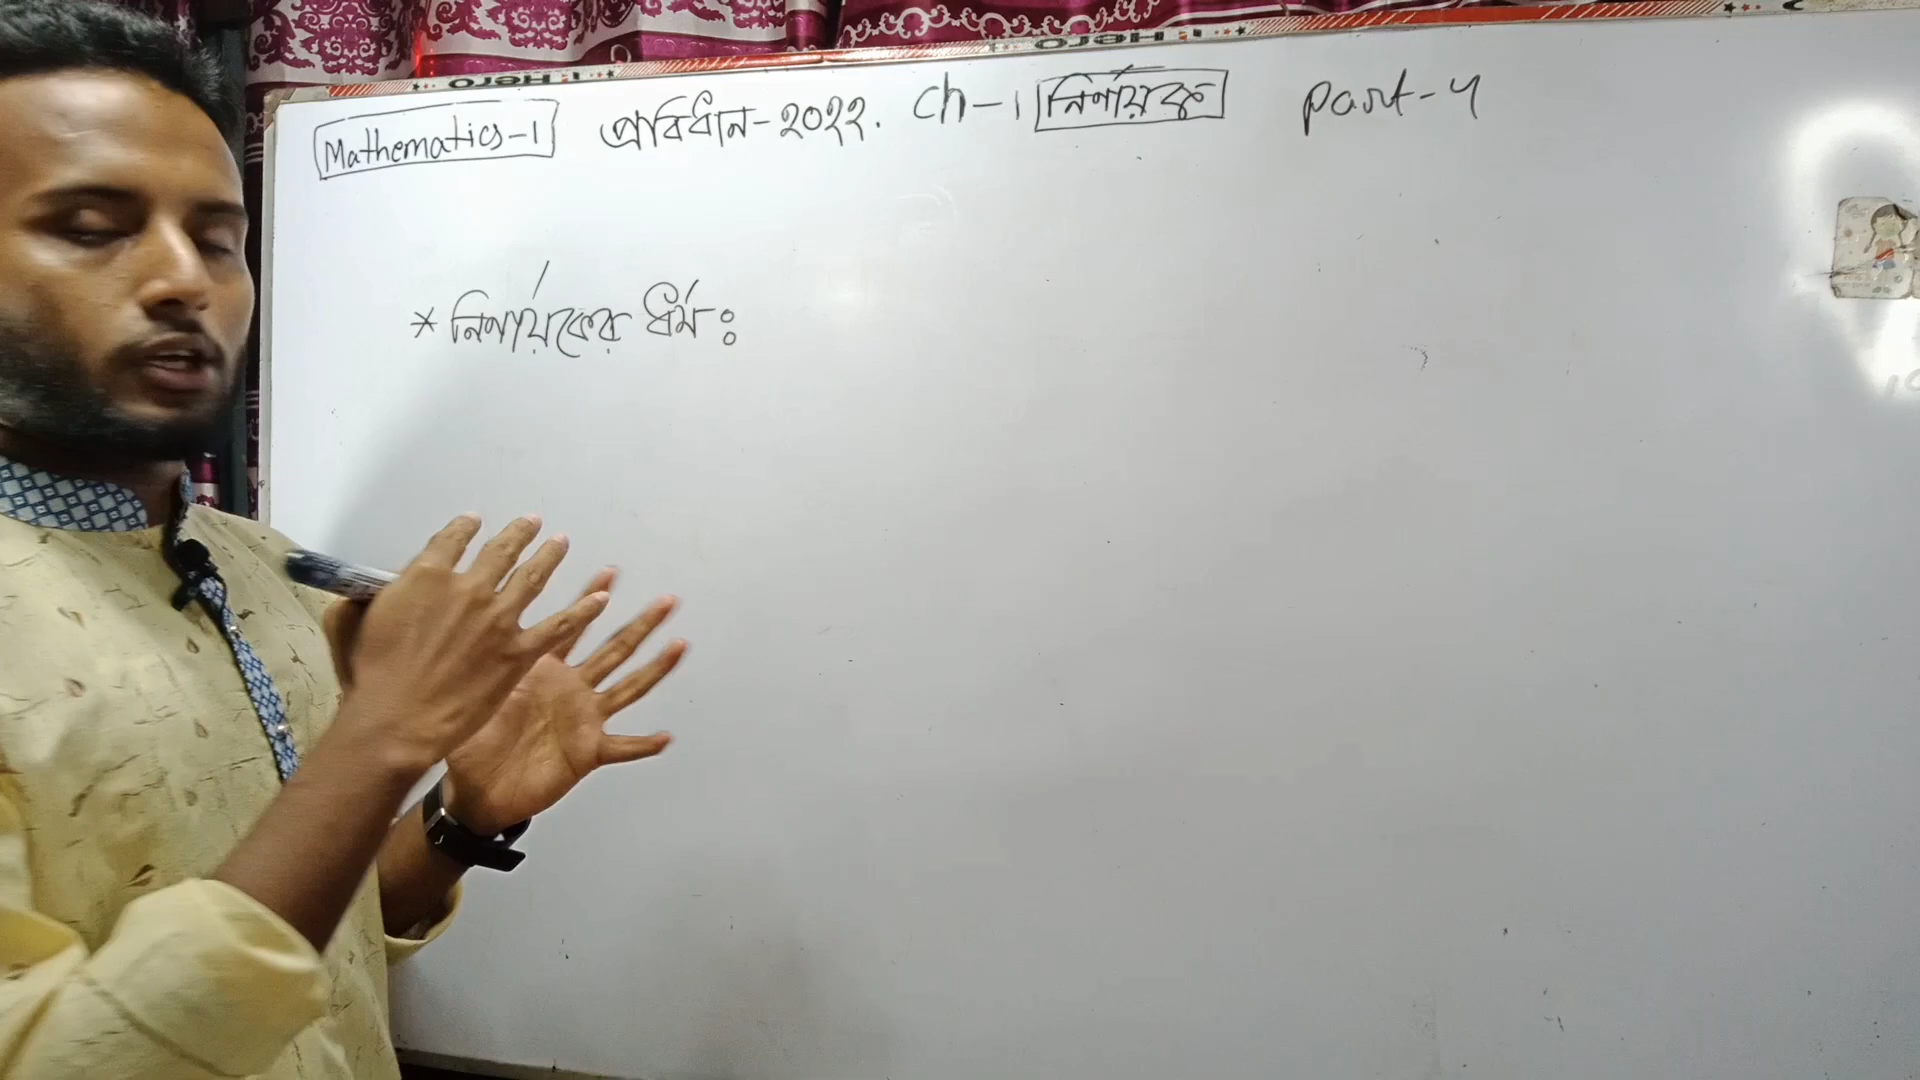 Mathematics-1 প্রবিধান-২০২২. Ch-1 নির্ণায়ক Part-4
* নির্ণায়কের ধর্ম: